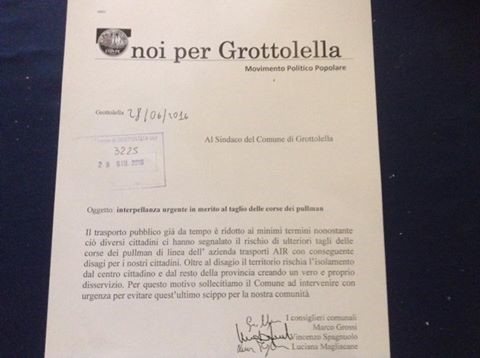 noi per Grottolella
Movimento Politico Popolare
Grottolella 28/06/2016
Al Sindaco del Comune di Grottolella
3225
Oggetto: interpellanza urgente in merito al taglio delle corse dei pullman
Il trasporto pubblico già da tempo è ridotto ai minimi termini nonostante
ciò diversi cittadini ci hanno segnalato il rischio di ulteriori tagli delle
corse dei pullman di linea dell' azienda trasporti AIR con conseguente
disagi per i nostri cittadini. Oltre al disagio il territorio rischia l'isolamento
dal centro cittadino e dal resto della provincia creando un vero e proprio
disservizio. Per questo motivo sollecitiamo il Comune ad intervenire con
urgenza per evitare quest'ultimo scippo per la nostra comunità
I consiglieri comunali
Marco Grossi
Vincenzo Spagnuolo
Luciana Magliacane